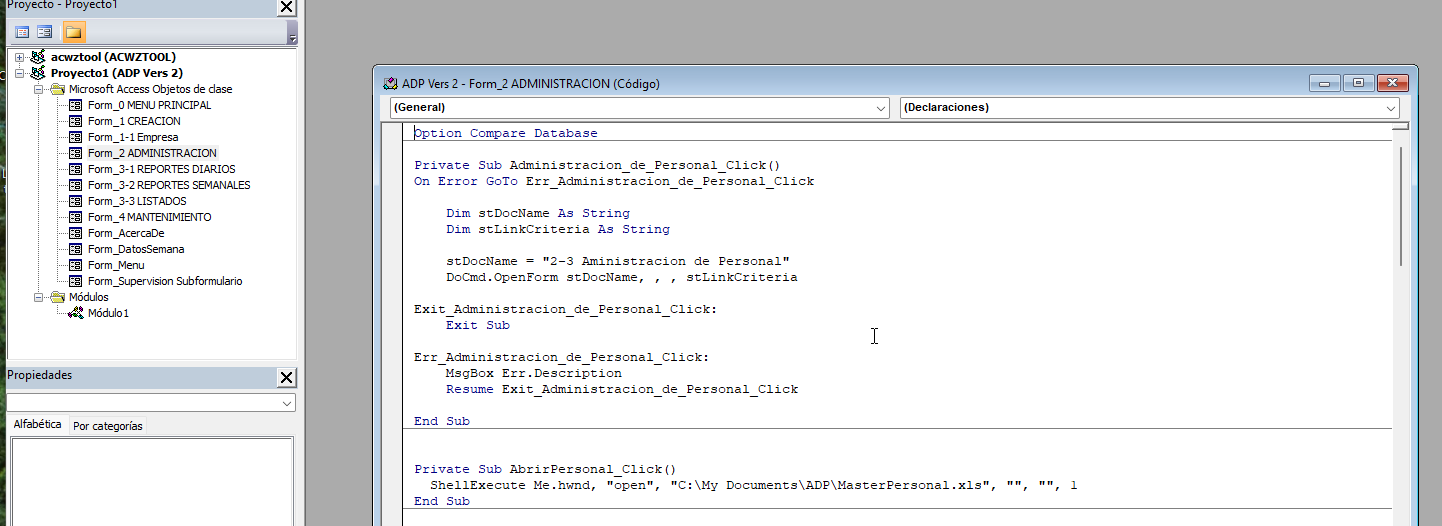 Proyecto - Proyecto1
acwztool (ACWZTOOL)
Proyecto1 (ADP Vers 2)
Microsoft Access Objetos de clase
Form_0 MENU PRINCIPAL
Form_1 CREACION
Form_1-1 Empresa
Form_2 ADMINISTRACION
Form_3-1 REPORTES DIARIOS
Form_3-2 REPORTES SEMANALES
Form_3-3 LISTADOS
Form_4 MANTENIMIENTO
Form_AcercaDe
Form_DatosSemana
Form_Menu
Form_Supervision Subformulario
Módulos
Módulo1
Propiedades
Alfabética Por categorías
ADP Vers 2 - Form_2 ADMINISTRACION (Código)
(General) (Declaraciones)
Option Compare Database
Private Sub Administracion_de_Personal_Click()
On Error GoTo Err_Administracion_de_Personal_Click
Dim stDocName As String
Dim stLinkCriteria As String
stDocName = "2-3 Aministracion de Personal"
DoCmd.OpenForm stDocName, , , stLinkCriteria
Exit_Administracion_de_Personal_Click:
Exit Sub
Err_Administracion_de_Personal_Click:
MsgBox Err.Description
Resume Exit_Administracion_de_Personal_Click
End Sub
Private Sub AbrirPersonal_Click()
ShellExecute Me.hwnd, "open", "C:\My Documents\ADP\MasterPersonal.xls", "", "", 1
End Sub